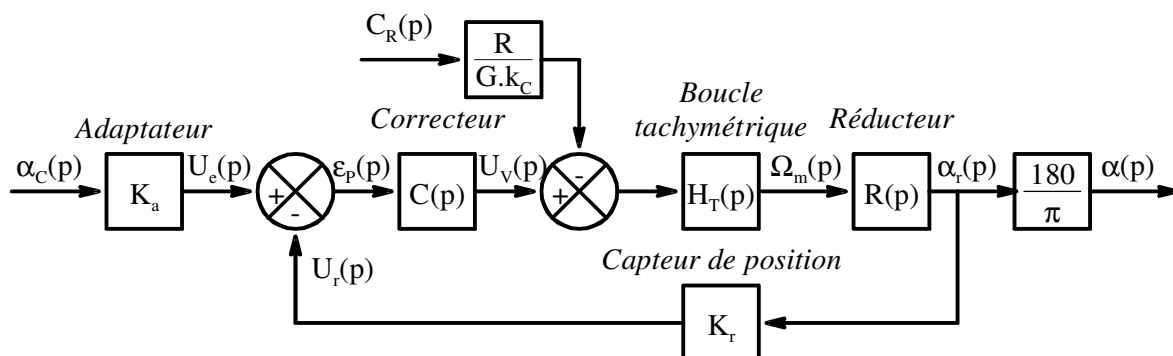 C_R(p)
R
G.k_C
Adaptateur
Correcteur
Boucle
tachymétrique
Réducteur
α_C(p)
K_a
U_e(p)
+
-
ε_P(p)
C(p)
U_V(p)
+
-
H_T(p)
Ω_m(p)
R(p)
α_r(p)
180
π
α(p)
U_r(p)
Capteur de position
K_r